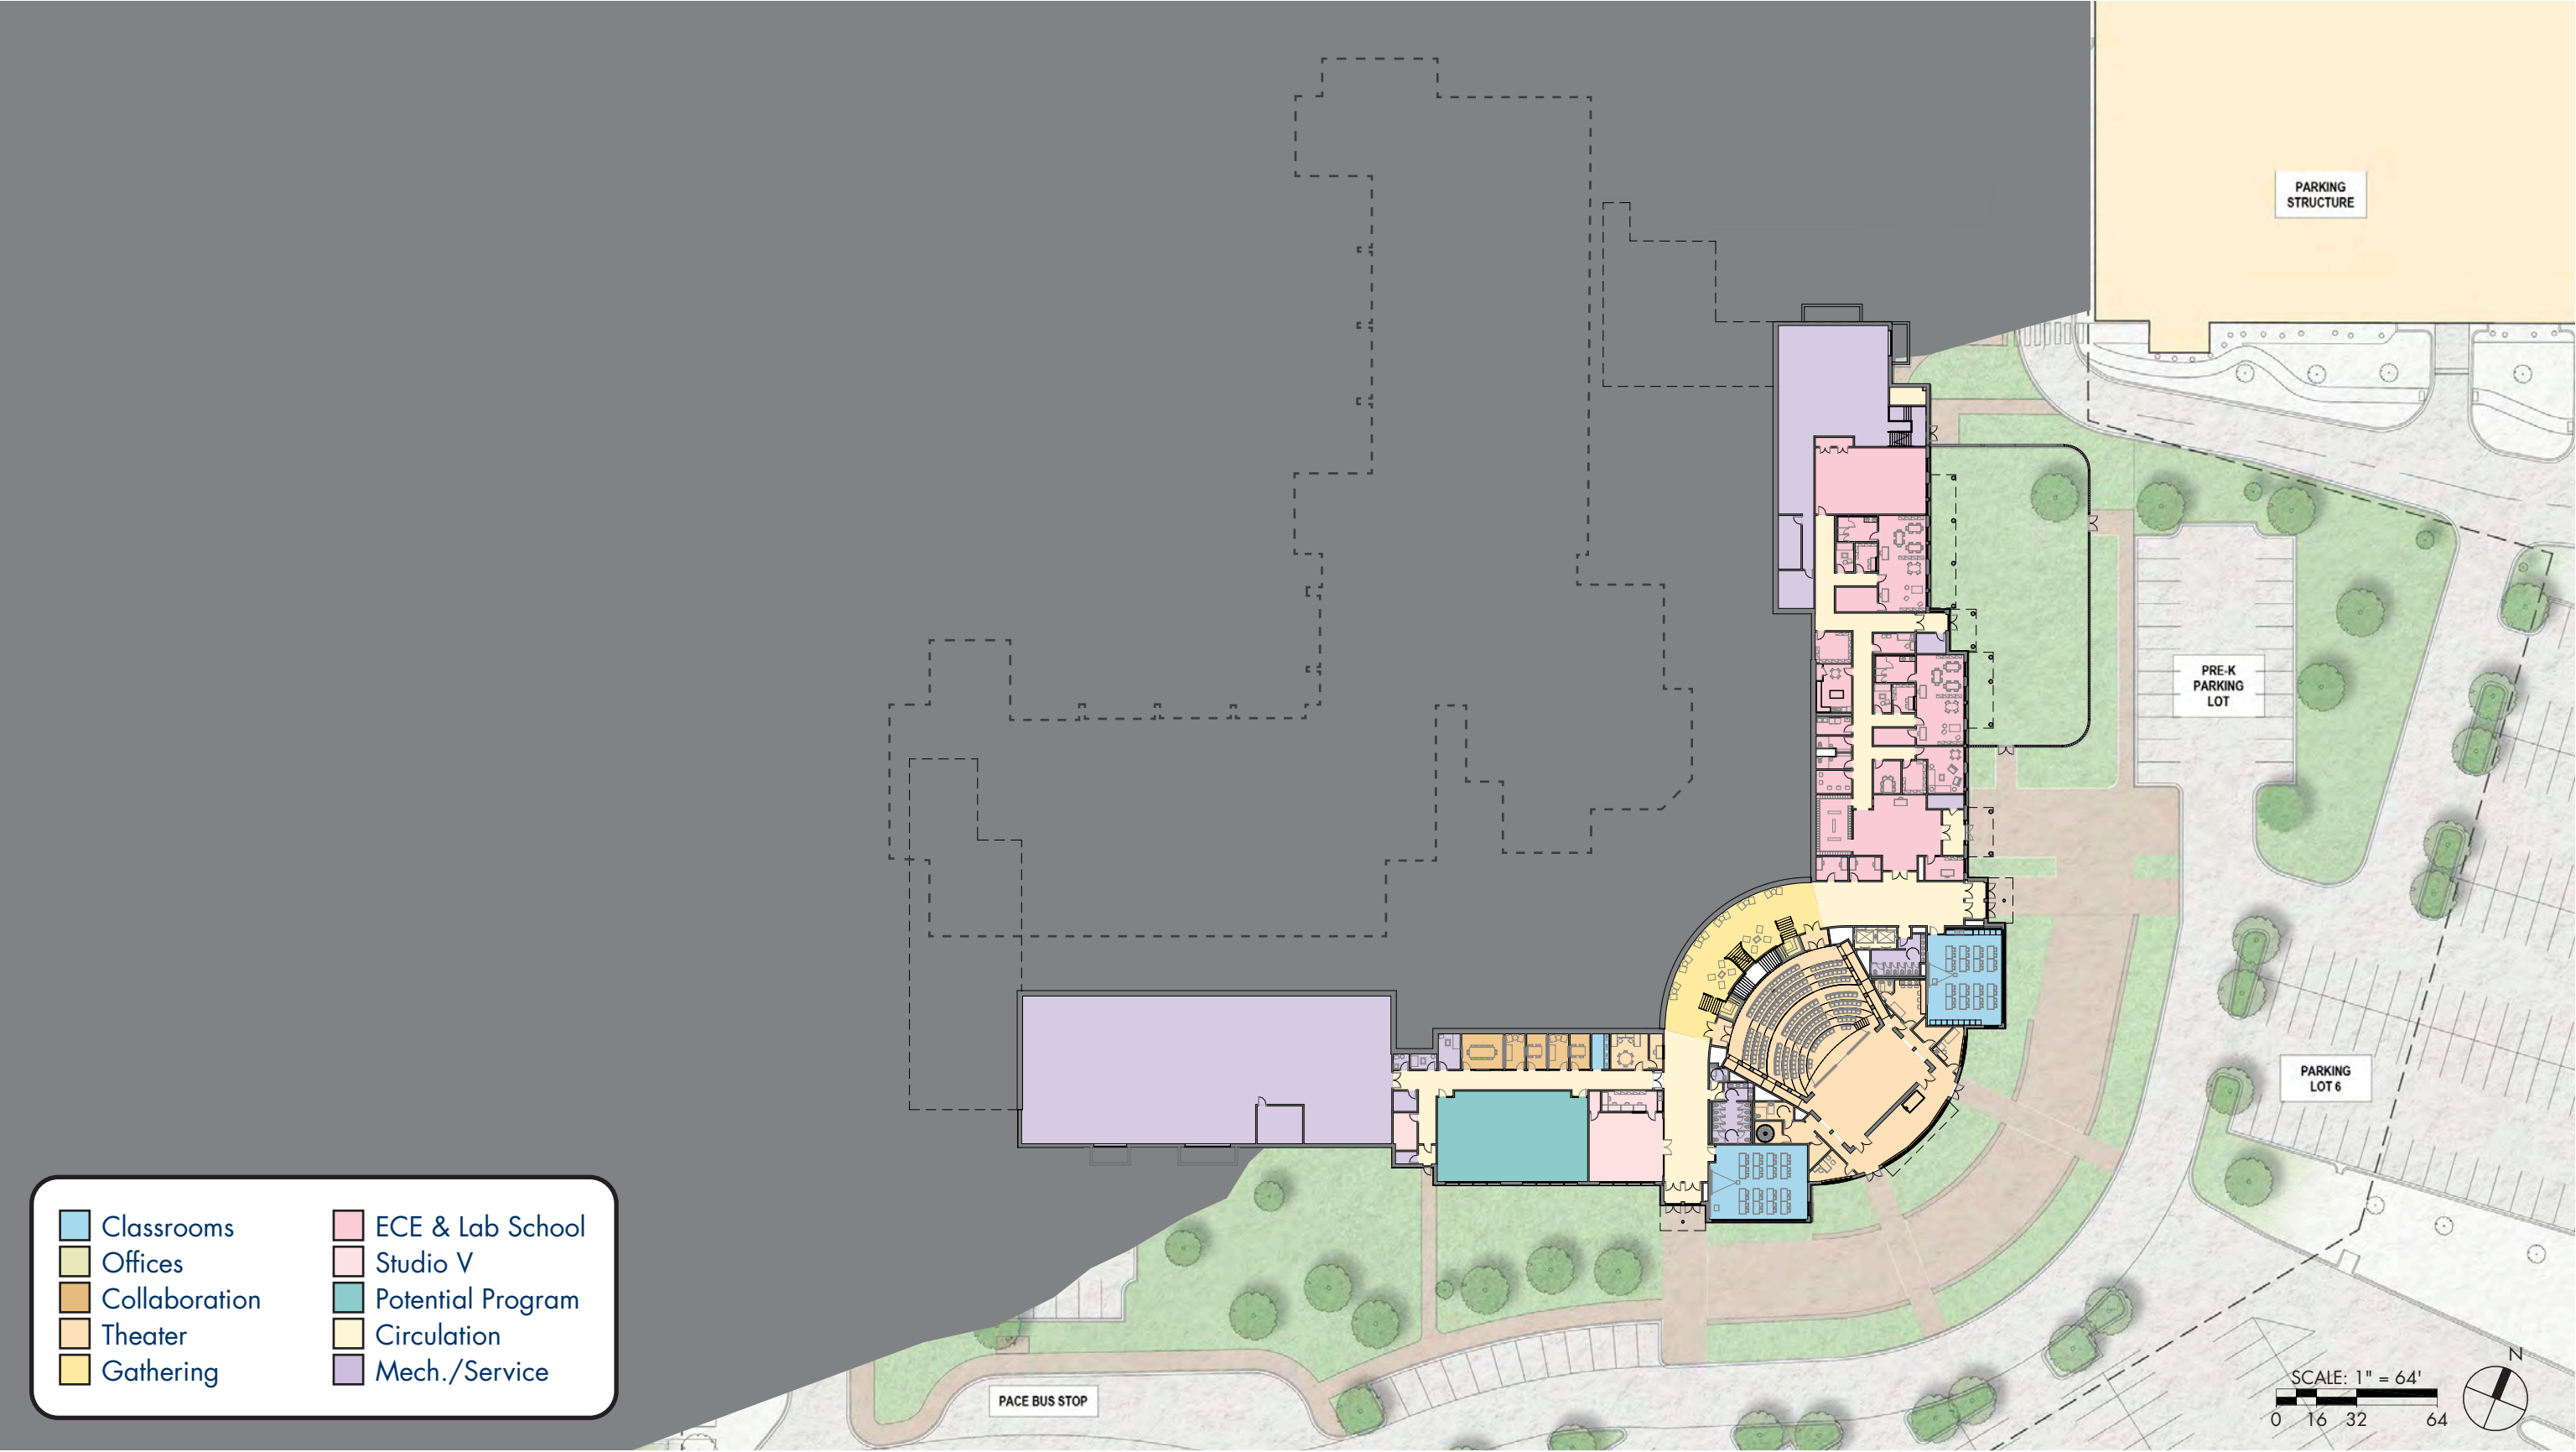 PARKING
STRUCTURE
PRE-K
PARKING
LOT
PARKING
LOT 6
PACE BUS STOP
Classrooms
Offices
Collaboration
Theater
Gathering
ECE & Lab School
Studio V
Potential Program
Circulation
Mech./Service
N
SCALE: 1" = 64'
0 16 32 64